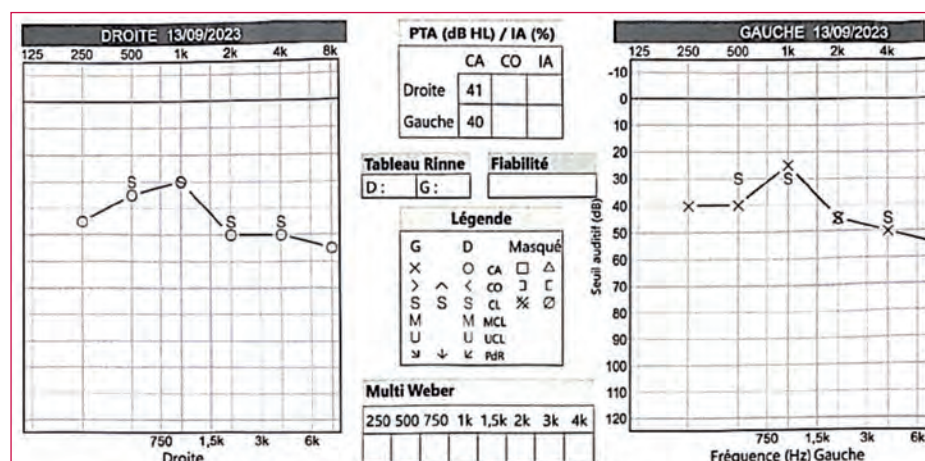 DROITE 13/09/2023
125 250 500 1k 2k 4k 8k
750 1,5k 3k 6k
Droite
PTA (dB HL) / IA (%)
CA CO IA
Droite 41
Gauche 40
Tableau Rinne
D : G :
Fiabilité
Légende
G D Masqué
CA
CO
S S S CL
M M MCL
U U UCL
PdR
Multi Weber
250 500 750 1k 1,5k 2k 3k 4k
GAUCHE 13/09/2023
125 250 500 1k 2k 4k
-10
0
10
20
30
40
50
60
70
80
90
100
110
120
Seuil auditif (dB)
S S S S
S S S S
750 1,5k 3k 6k
Fréquence (Hz) Gauche